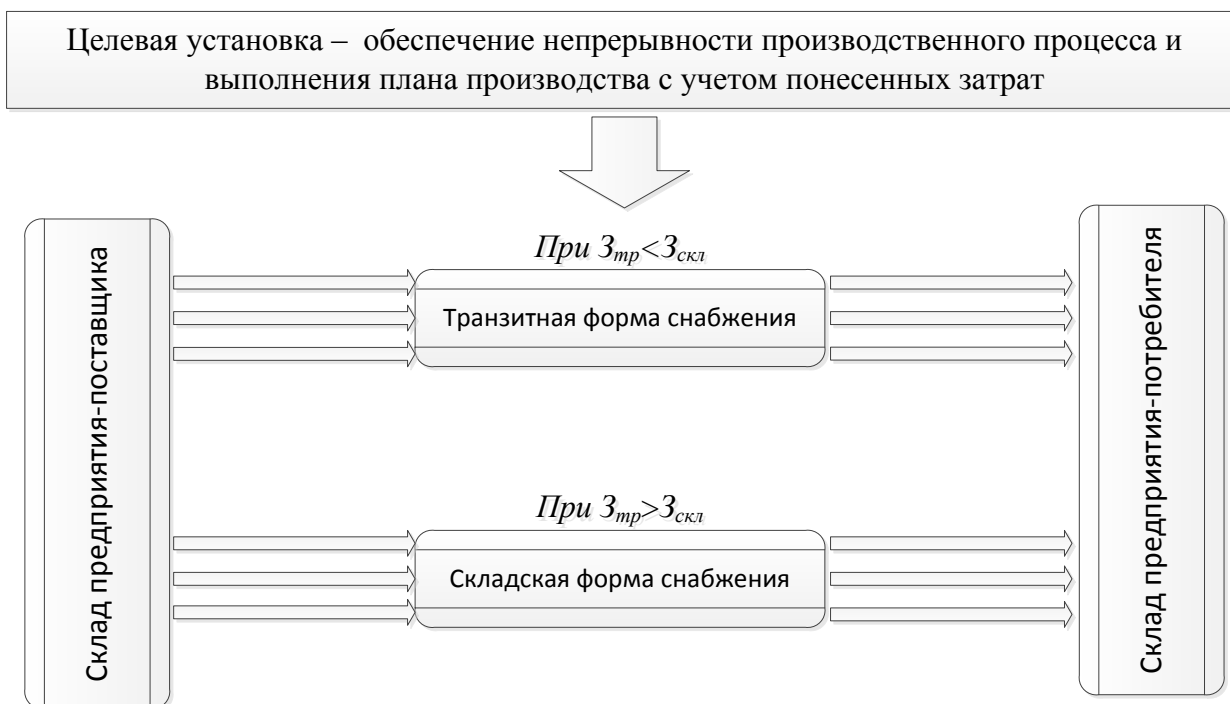 Целевая установка – обеспечение непрерывности производственного процесса и
выполнения плана производства с учетом понесенных затрат
Склад предприятия-поставщика
При Зтр<Зскл
Транзитная форма снабжения
При Зтр>Зскл
Складская форма снабжения
Склад предприятия-потребителя